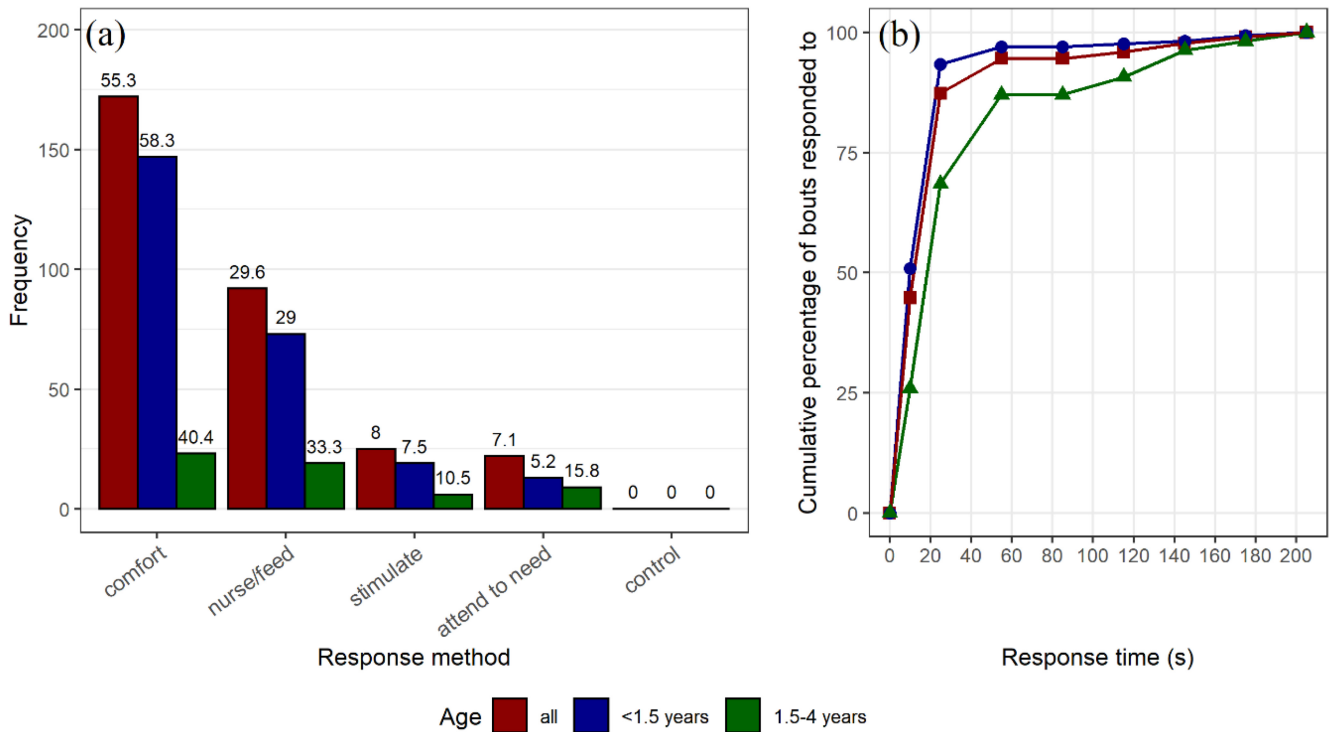 (a)
200
150
100
50
0
Frequency
55.3
58.3
40.4
29.6
29
33.3
8
7.5
10.5
7.1
5.2
15.8
0
0
0
comfort
nurse/feed
stimulate
attend to need
control
Response method
(b)
100
75
50
25
0
Cumulative percentage of bouts responded to
0 20 40 60 80 100 120 140 160 180 200
Response time (s)
Age all <1.5 years 1.5-4 years